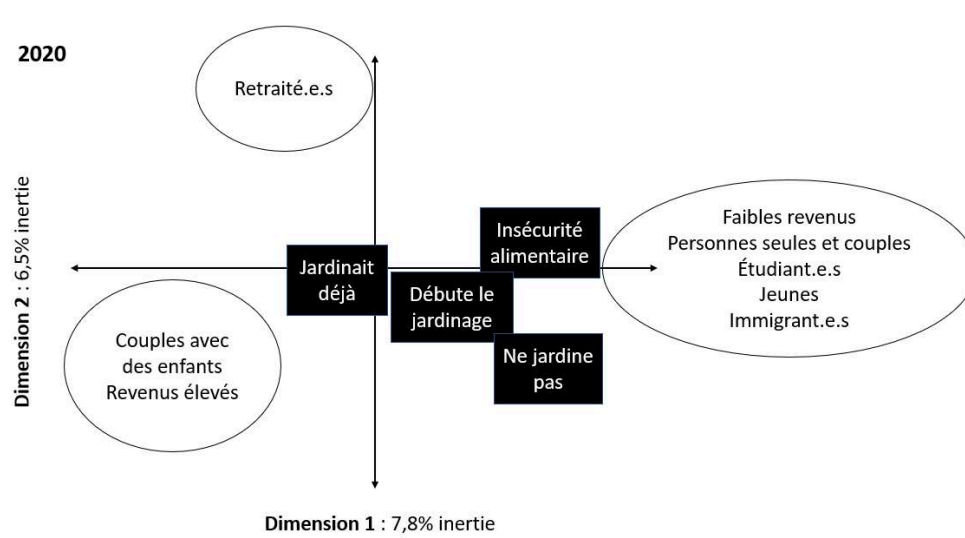 2020
Retraité.e.s
Dimension 2 : 6,5% inertie
Insécurité
alimentaire
Faibles revenus
Personnes seules et couples
Étudiant.e.s
Jeunes
Immigrant.e.s
Jardinait
déjà
Débute le
jardinage
Ne jardine
pas
Couples avec
des enfants
Revenus élevés
Dimension 1 : 7,8% inertie